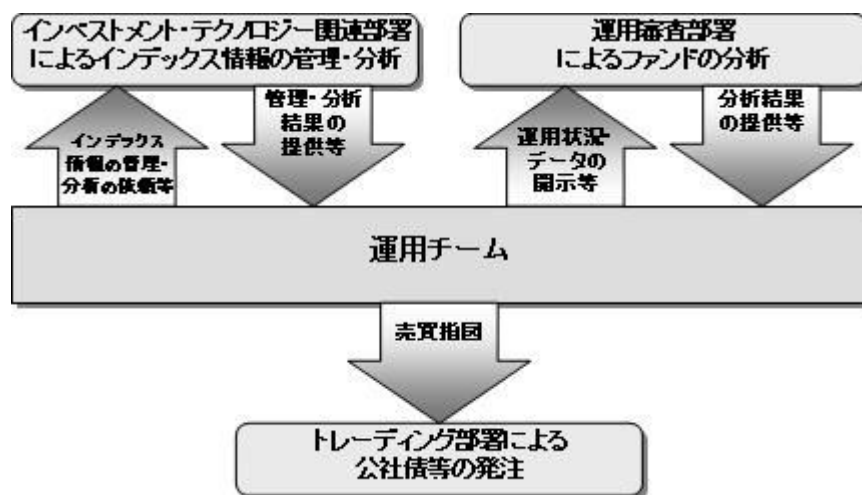 インベストメント・テクノロジー関連部署
によるインデックス情報の管理・分析
運用審査部署
によるファンドの分析
インデックス
情報の管理・
分析の依頼等
管理・分析
結果の
提供等
運用状況・
データの
開示等
分析結果
の提供等
運用チーム
売買指図
トレーディング部署による
公社債等の発注